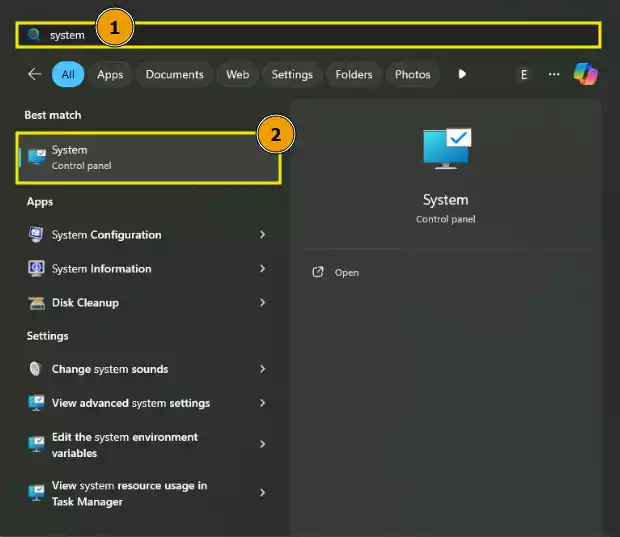 system
1
All
Apps
Documents
Web
Settings
Folders
Photos
E
Best match
2
System
Control panel
System
Control panel
Open
Apps
System Configuration
System Information
Disk Cleanup
Settings
Change system sounds
View advanced system settings
Edit the system environment
variables
View system resource usage in
Task Manager